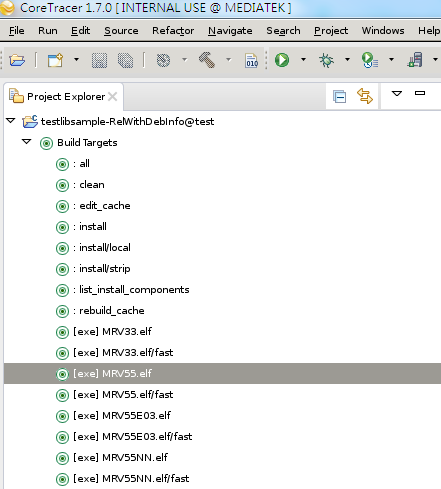 CoreTracer 1.7.0 [ INTERNAL USE @ MEDIATEK ]
File Run Edit Source Refactor Navigate Search Project Windows Help
010
Project Explorer
testlibsample-RelWithDebInfo@test
Build Targets
: all
: clean
: edit_cache
: install
: install/local
: install/strip
: list_install_components
: rebuild_cache
[exe] MRV33.elf
[exe] MRV33.elf/fast
[exe] MRV55.elf
[exe] MRV55.elf/fast
[exe] MRV55E03.elf
[exe] MRV55E03.elf/fast
[exe] MRV55NN.elf
[exe] MRV55NN.elf/fast